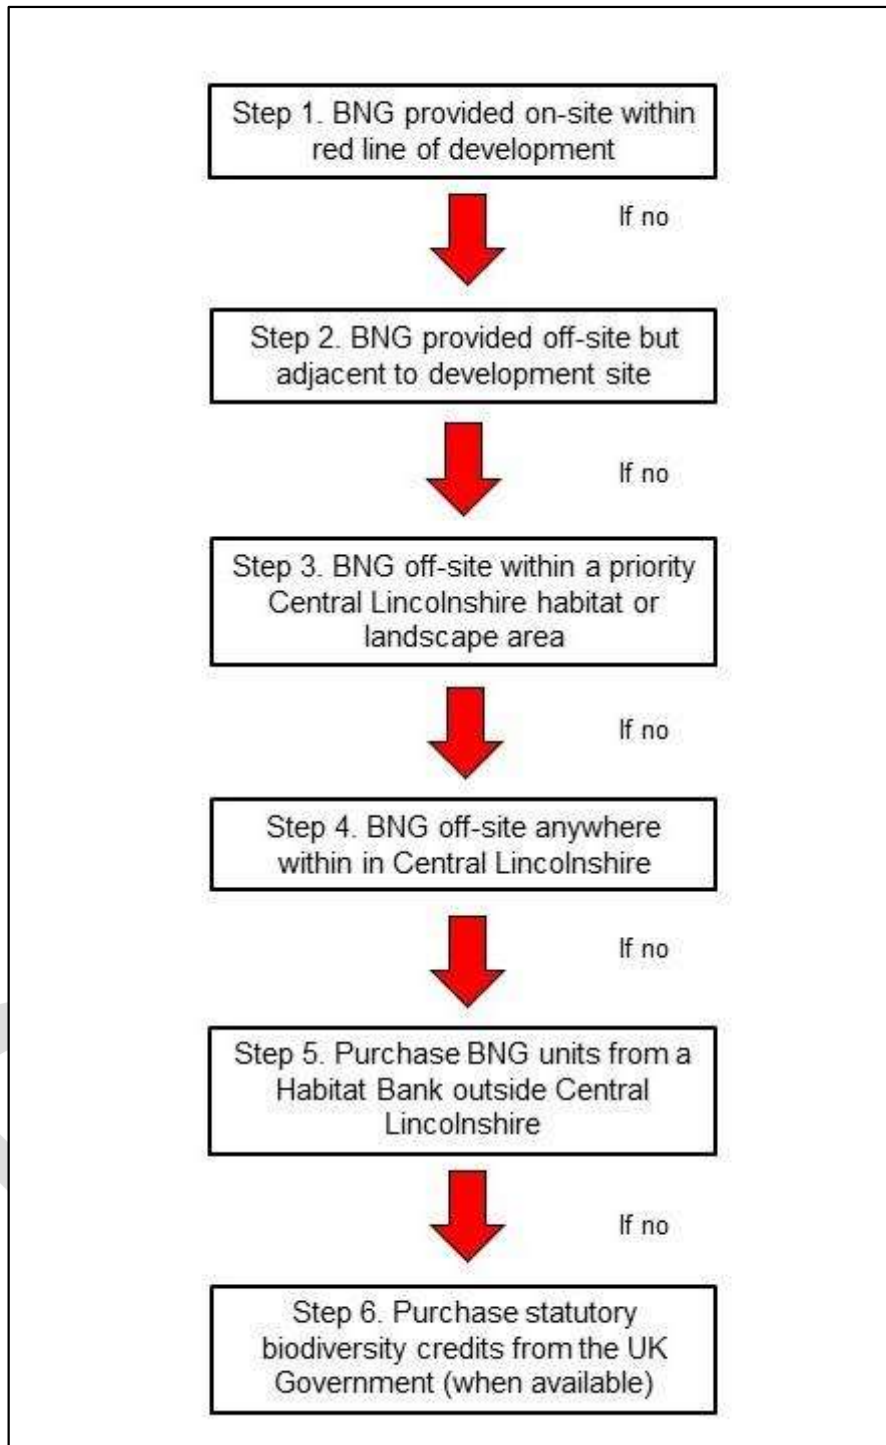 Step 1. BNG provided on-site within
red line of development
If no
Step 2. BNG provided off-site but
adjacent to development site
If no
Step 3. BNG off-site within a priority
Central Lincolnshire habitat or
landscape area
If no
Step 4. BNG off-site anywhere
within in Central Lincolnshire
If no
Step 5. Purchase BNG units from a
Habitat Bank outside Central
Lincolnshire
If no
Step 6. Purchase statutory
biodiversity credits from the UK
Government (when available)